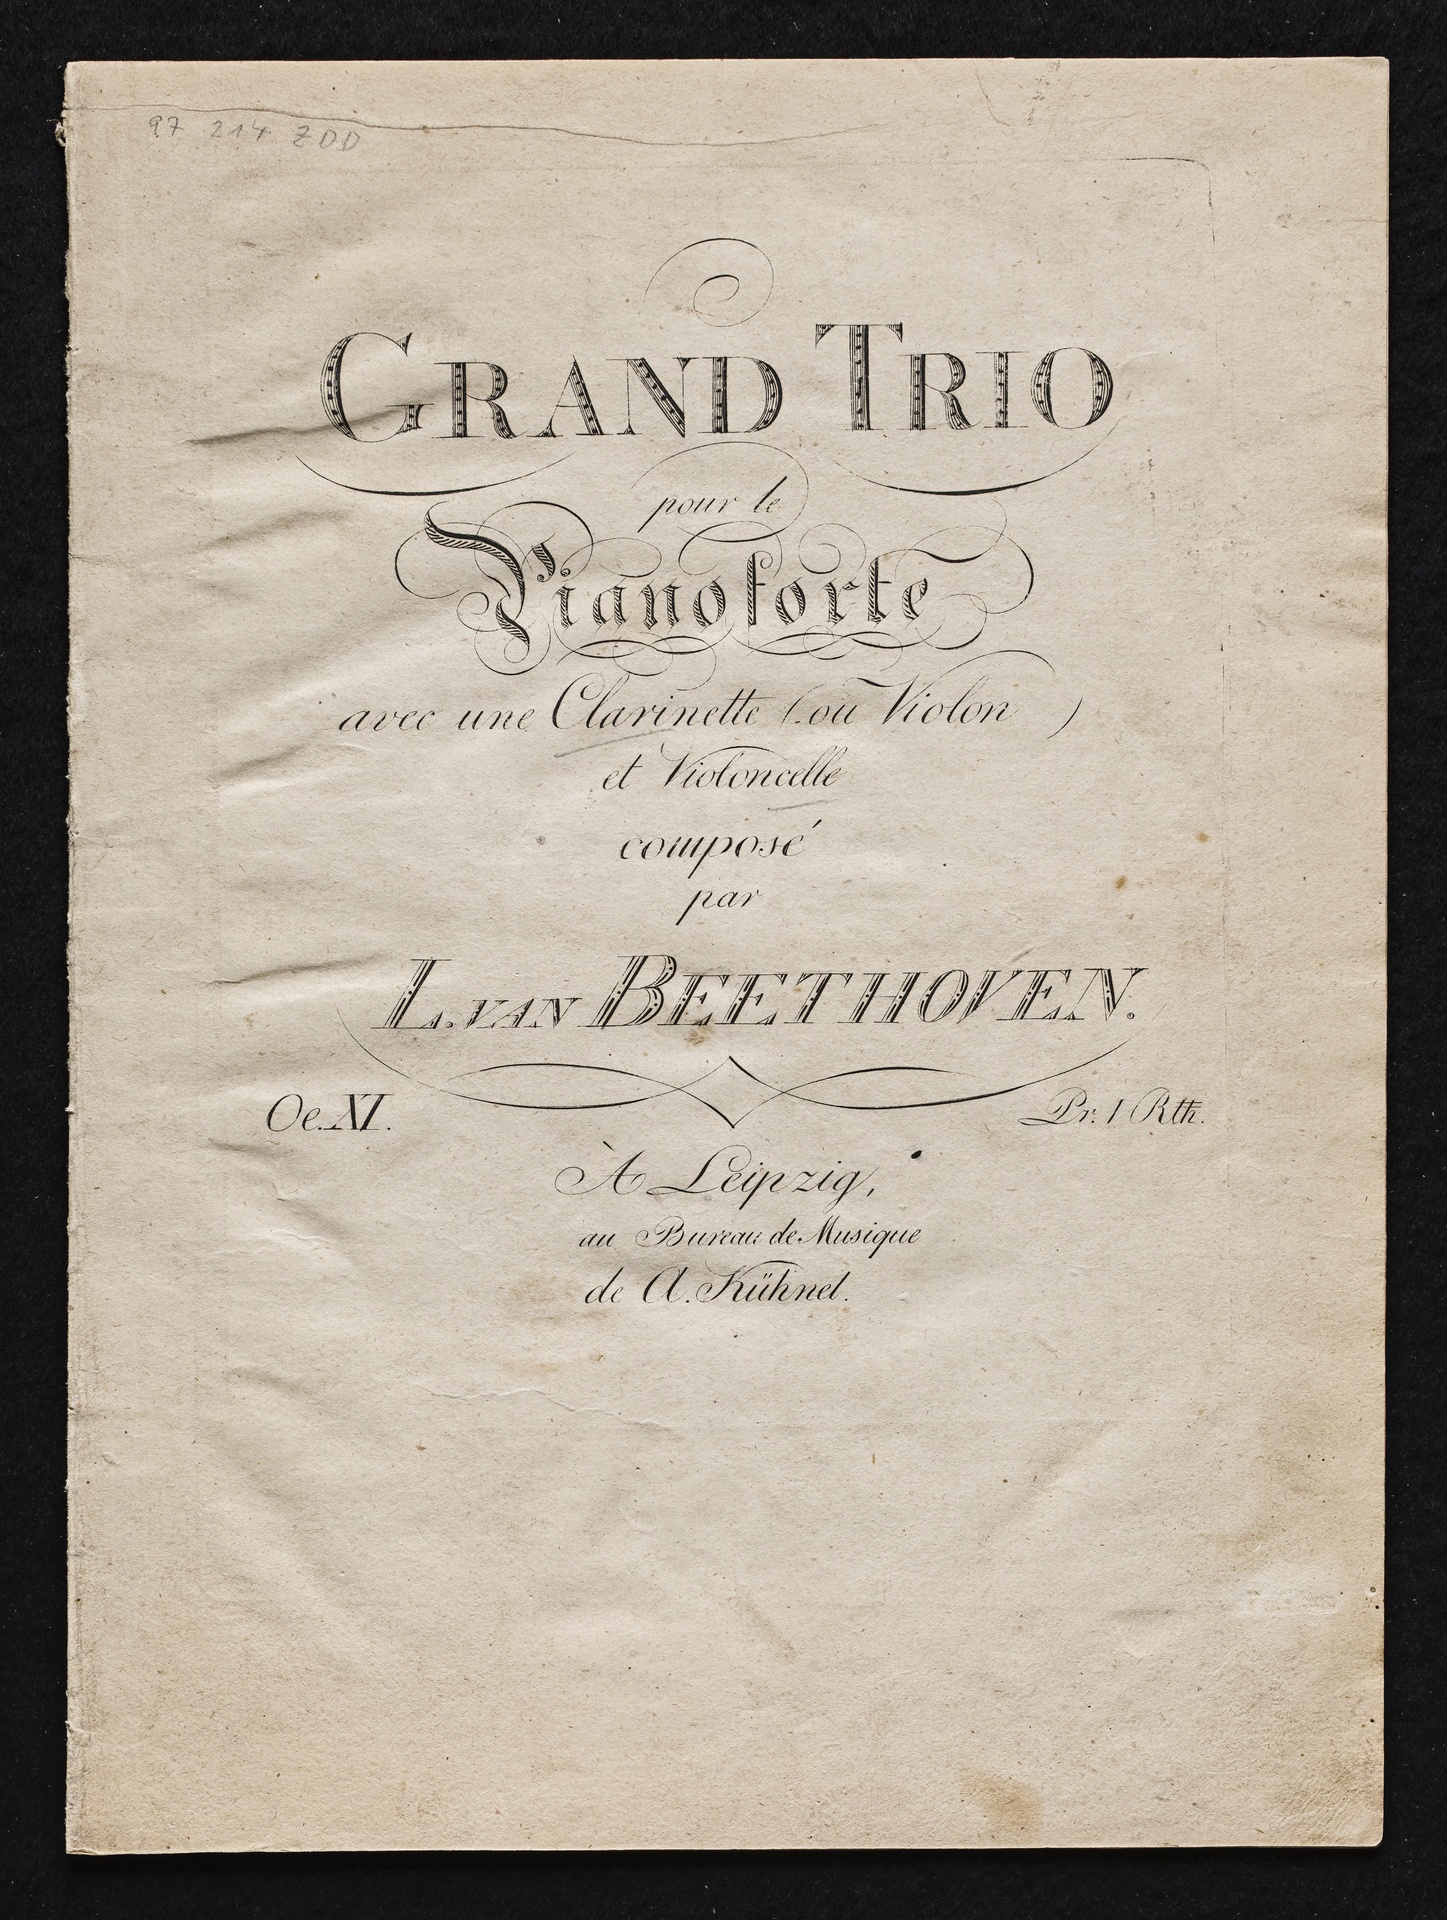 97 214 ZDD
GRAND TRIO
pour le
Pianoforte
avec une Clarinette (ou Violon )
et Violoncelle
composé
par
L. VAN BEETHOVEN.
Oe. XI. Pr. 1 Rth.
À Leipzig,
au Bureau de Musique
de A. Kühnel.